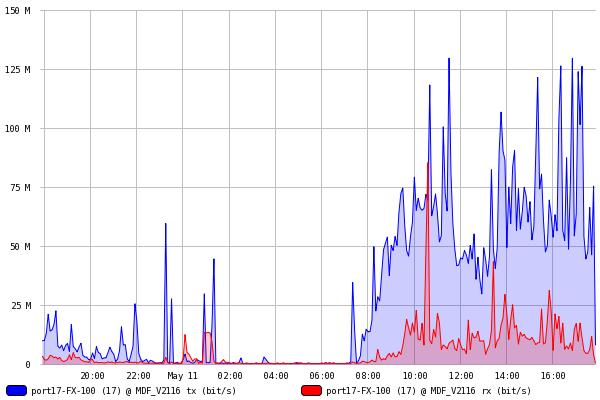 150 M
125 M
100 M
75 M
50 M
25 M
0
20:00 22:00 May 11 02:00 04:00 06:00 08:00 10:00 12:00 14:00 16:00
port17-FX-100 (17) @ MDF_V2116 tx (bit/s) port17-FX-100 (17) @ MDF_V2116 rx (bit/s)